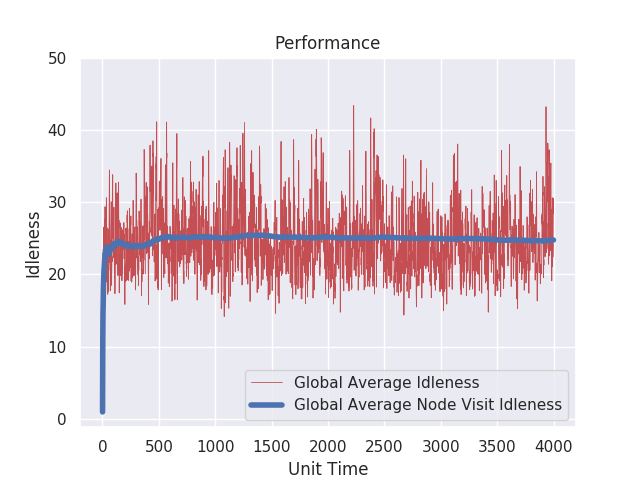 Performance
50
40
30
20
10
0
Idleness
Global Average Idleness
Global Average Node Visit Idleness
0 500 1000 1500 2000 2500 3000 3500 4000
Unit Time